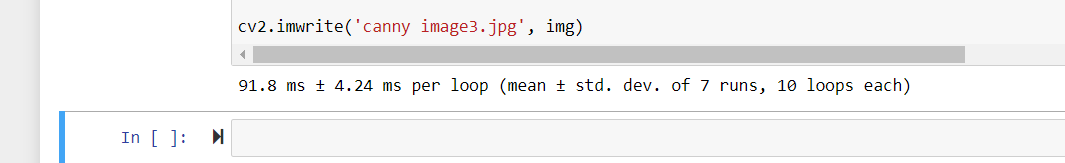 cv2.imwrite('canny image3.jpg', img)
91.8 ms ± 4.24 ms per loop (mean ± std. dev. of 7 runs, 10 loops each)
In [ ]: